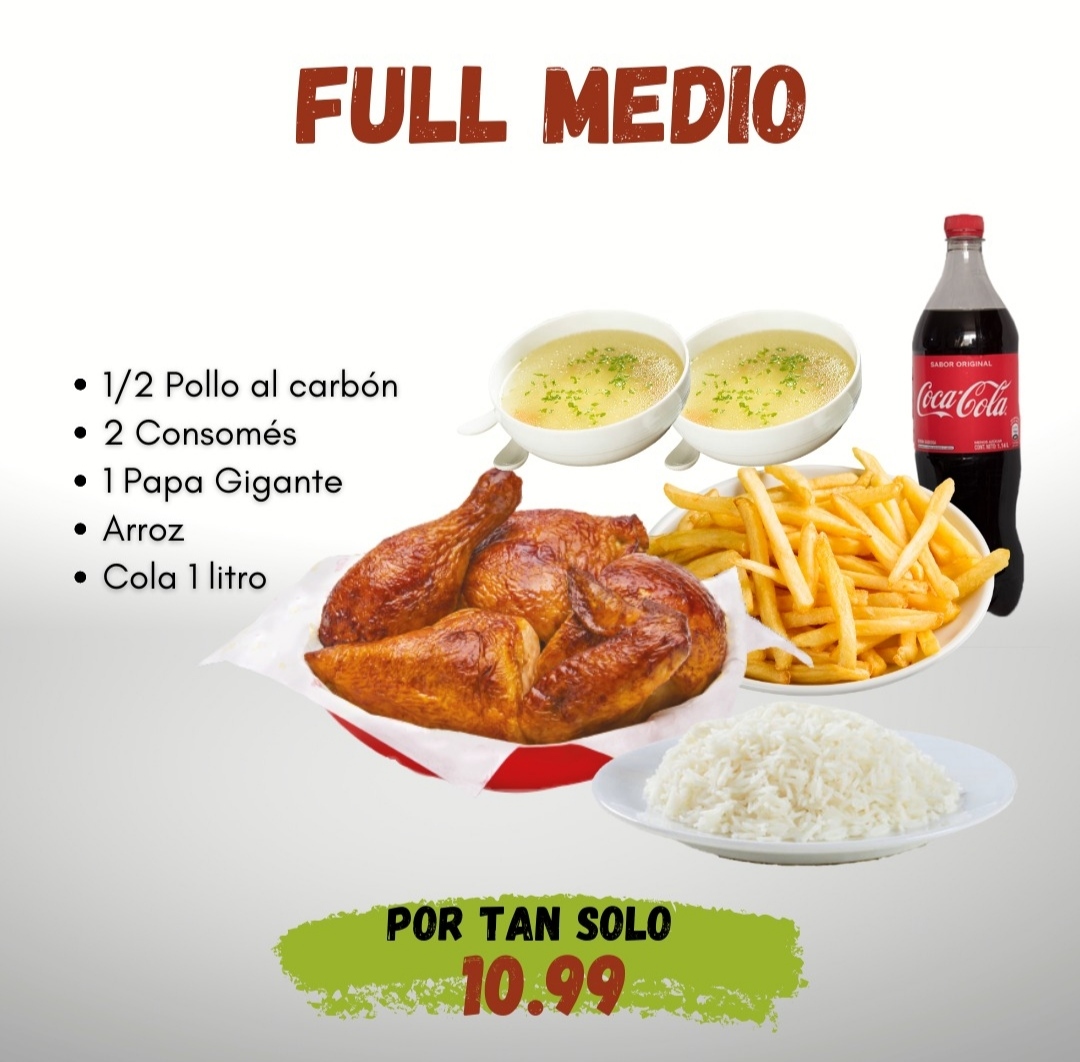 FULL MEDIO
• 1/2 Pollo al carbón
• 2 Consomés
• 1 Papa Gigante
• Arroz
• Cola 1 litro
SABOR ORIGINAL
Coca-Cola
POR TAN SOLO
10.99